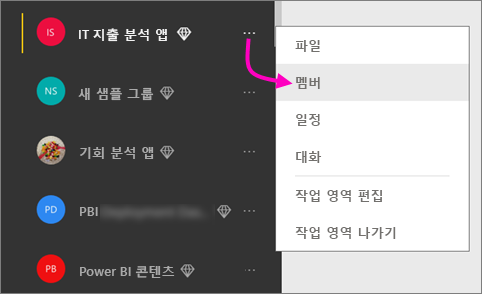 IS IT 지출 분석 앱 ...
NS 새 샘플 그룹
기회 분석 앱 ...
PD PBI ...
PB Power BI 콘텐츠 ...
파일
멤버
일정
대화
작업 영역 편집
작업 영역 나가기